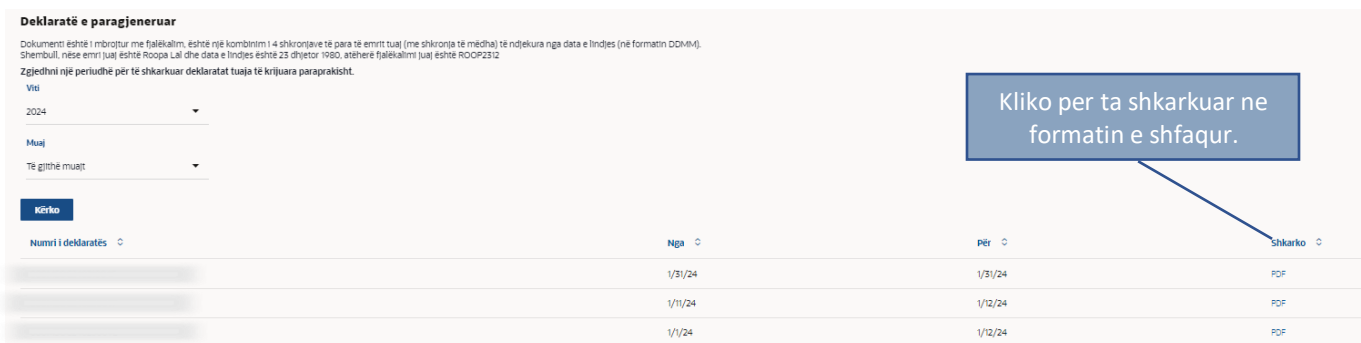 Deklaratë e paragjeneruar
Dokumenti është i mbrojtur me fjalëkalim, është një kombinim i 4 shkronjave të para të emrit tuaj (me shkronja të mëdha) të ndjekura nga data e lindjes (në formatin DDMM).
Shembull, nëse emri juaj është Roopa Lal dhe data e lindjes është 23 dhjetor 1980, atëherë fjalëkalimi juaj është ROOP2312
Zgjedhni një periudhë për të shkarkuar deklaratat tuaja të krijuara paraprakisht.
Viti
2024
Muaj
Të gjithë muajt
Kërko
Kliko per ta shkarkuar ne
formatin e shfaqur.
Numri i deklaratës Nga Për Shkarko
1/31/24 1/31/24 PDF
1/11/24 1/12/24 PDF
1/1/24 1/12/24 PDF